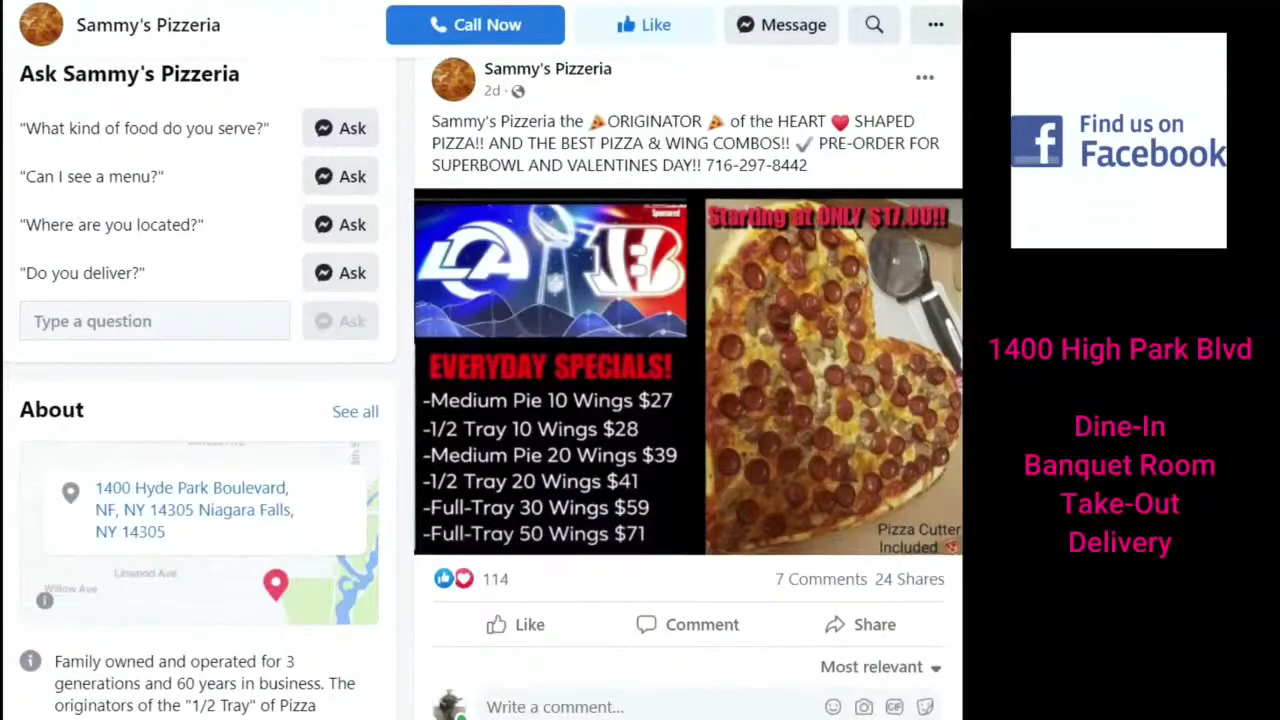 Sammy's Pizzeria
Call Now
Like
Message
Ask Sammy's Pizzeria
"What kind of food do you serve?"
Ask
"Can I see a menu?"
Ask
"Where are you located?"
Ask
"Do you deliver?"
Ask
Type a question
Ask
About
See all
1400 Hyde Park Boulevard,
NF, NY 14305 Niagara Falls,
NY 14305
Linwood Ave
Willow Ave
Family owned and operated for 3
generations and 60 years in business. The
originators of the "1/2 Tray" of Pizza
Sammy's Pizzeria
2d
Sammy's Pizzeria the 🍕ORIGINATOR 🍕 of the HEART ❤️ SHAPED
PIZZA!! AND THE BEST PIZZA & WING COMBOS!! ✔️ PRE-ORDER FOR
SUPERBOWL AND VALENTINES DAY!! 716-297-8442
Sponsored
LA
NFL
B
EVERYDAY SPECIALS!
-Medium Pie 10 Wings $27
-1/2 Tray 10 Wings $28
-Medium Pie 20 Wings $39
-1/2 Tray 20 Wings $41
-Full-Tray 30 Wings $59
-Full-Tray 50 Wings $71
Starting at ONLY $17.00!!
Pizza Cutter
Included
114
7 Comments 24 Shares
Like
Comment
Share
Most relevant
Write a comment...
GIF
f
Find us on
Facebook
1400 High Park Blvd
Dine-In
Banquet Room
Take-Out
Delivery